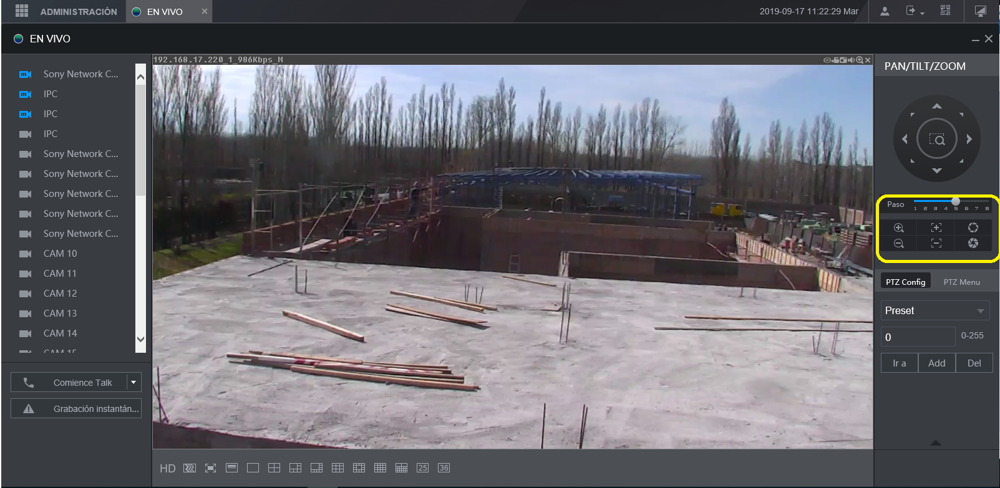 ADMINISTRACIÓN
EN VIVO
2019-09-17 11:22:29 Mar
EN VIVO
Sony Network C...
IPC
IPC
IPC
Sony Network C...
Sony Network C...
Sony Network C...
Sony Network C...
Sony Network C...
CAM 10
CAM 11
CAM 12
CAM 13
CAM 14
CAM 15
Comience Talk
Grabación instantán...
192.168.17.220_1_986Kbps_M
HD
25
36
PAN/TILT/ZOOM
Paso
1 2 3 4 5 6 7 8
PTZ Config
PTZ Menu
Preset
0
0-255
Ir a
Add
Del